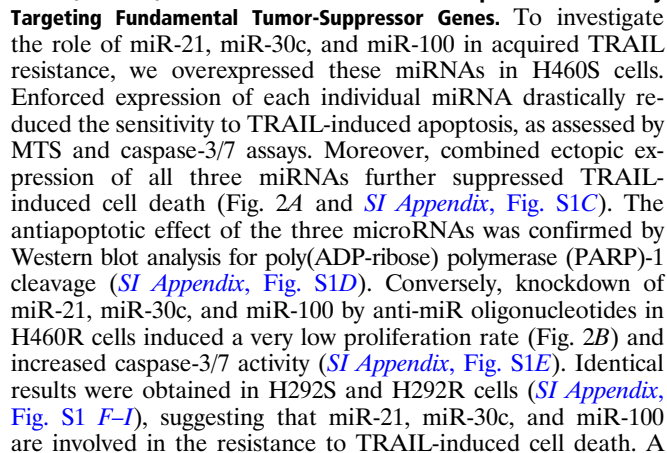 Targeting Fundamental Tumor-Suppressor Genes. To investigate
the role of miR-21, miR-30c, and miR-100 in acquired TRAIL
resistance, we overexpressed these miRNAs in H460S cells.
Enforced expression of each individual miRNA drastically re-
duced the sensitivity to TRAIL-induced apoptosis, as assessed by
MTS and caspase-3/7 assays. Moreover, combined ectopic ex-
pression of all three miRNAs further suppressed TRAIL-
induced cell death (Fig. 2A and SI Appendix, Fig. S1C). The
antiapoptotic effect of the three microRNAs was confirmed by
Western blot analysis for poly(ADP-ribose) polymerase (PARP)-1
cleavage (SI Appendix, Fig. S1D). Conversely, knockdown of
miR-21, miR-30c, and miR-100 by anti-miR oligonucleotides in
H460R cells induced a very low proliferation rate (Fig. 2B) and
increased caspase-3/7 activity (SI Appendix, Fig. S1E). Identical
results were obtained in H292S and H292R cells (SI Appendix,
Fig. S1 F–I), suggesting that miR-21, miR-30c, and miR-100
are involved in the resistance to TRAIL-induced cell death. A